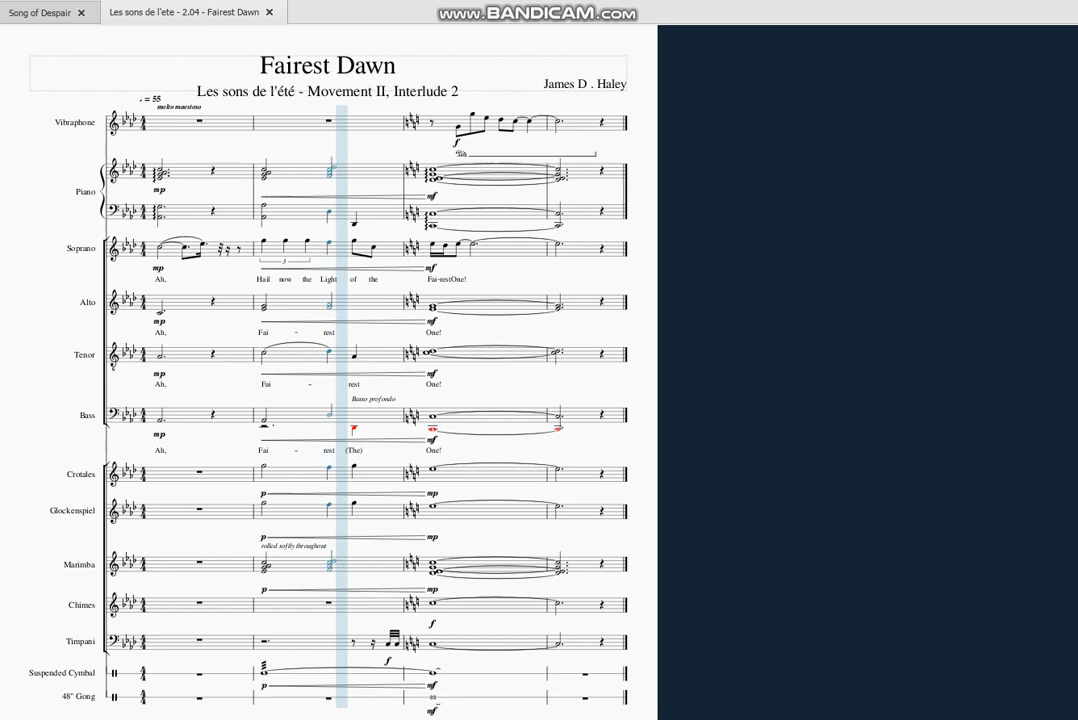 Song of Despair
Les sons de l'ete - 2.04 - Fairest Dawn
www.BANDICAM.com
Fairest Dawn
Les sons de l'été - Movement II, Interlude 2
James D . Haley
= 55
molto maestoso
Vibraphone
f
Piano
mp
mf
Soprano
3
mp
mf
Ah, Hail now the Light of the Fai-restOne!
Alto
mp
mf
Ah, Fai - rest One!
Tenor
mp
mf
Ah, Fai - rest One!
Basso profondo
Bass
mp
mf
Ah, Fai - rest (The) One!
Crotales
p
mp
Glockenspiel
p
mp
rolled softly throughout
Marimba
p
mp
Chimes
f
Timpani
f
Suspended Cymbal
p
mf
48" Gong
mf